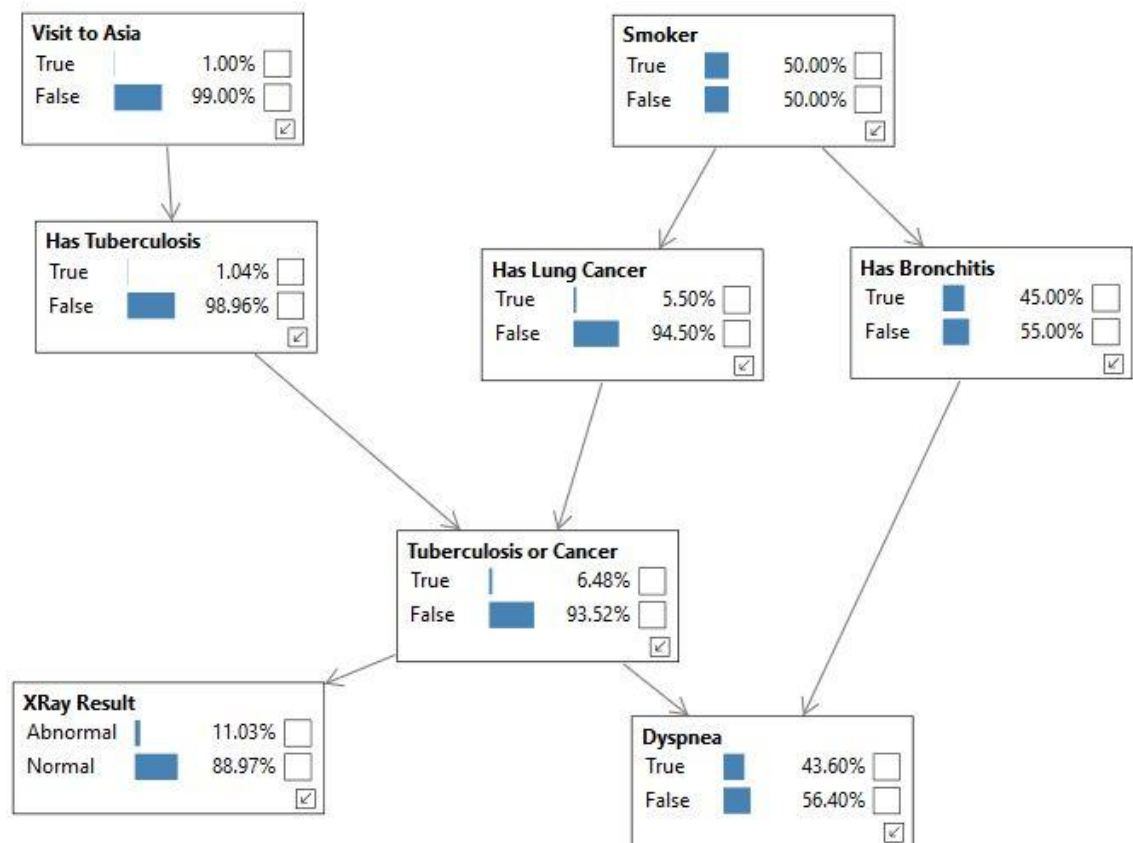 Visit to Asia
True 1.00%
False 99.00%
Smoker
True 50.00%
False 50.00%
Has Tuberculosis
True 1.04%
False 98.96%
Has Lung Cancer
True 5.50%
False 94.50%
Has Bronchitis
True 45.00%
False 55.00%
Tuberculosis or Cancer
True 6.48%
False 93.52%
XRay Result
Abnormal 11.03%
Normal 88.97%
Dyspnea
True 43.60%
False 56.40%